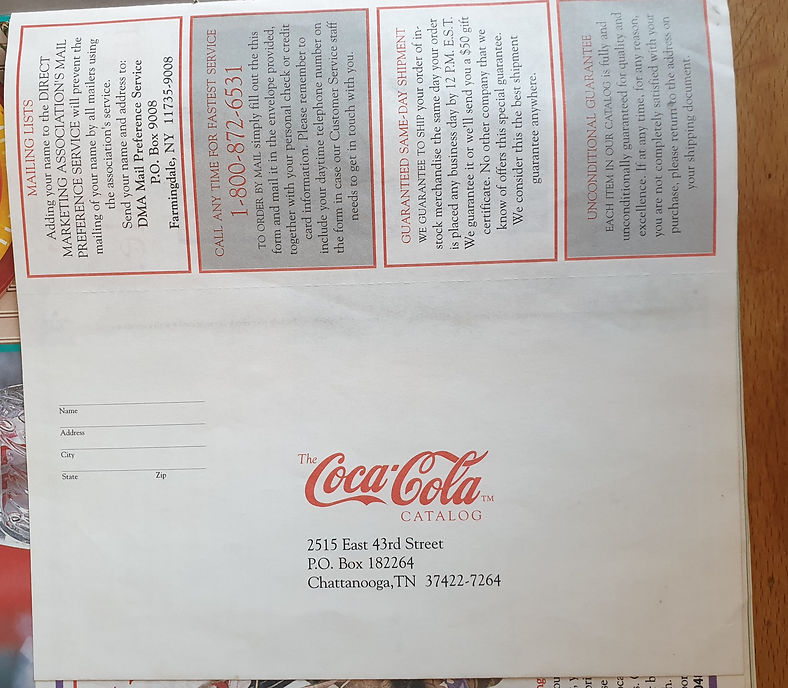 MAILING LISTS
Adding your name to the DIRECT
MARKETING ASSOCIATION'S MAIL
PREFERENCE SERVICE will prevent the
mailing of your name by all mailers using
the association's service.
Send your name and address to:
DMA Mail Preference Service
P.O. Box 9008
Farmingdale, NY 11735-9008
CALL ANY TIME FOR FASTEST SERVICE
1-800-872-6531
TO ORDER BY MAIL simply fill out the this
form and mail it in the envelope provided,
together with your personal check or credit
card information. Please remember to
include your daytime telephone number on
the form in case our Customer Service staff
needs to get in touch with you.
GUARANTEED SAME-DAY SHIPMENT
WE GUARANTEE TO SHIP your order of in-
stock merchandise the same day your order
is placed any business day by 12 P.M. E.S.T.
We guarantee it or we'll send you a $50 gift
certificate. No other company that we
know of offers this special guarantee.
We consider this the best shipment
guarantee anywhere.
UNCONDITIONAL GUARANTEE
EACH ITEM IN OUR CATALOG is fully and
unconditionally guaranteed for quality and
excellence. If at any time, for any reason,
you are not completely satisfied with your
purchase, please return to the address on
your shipping document.
Name
Address
City
State Zip
The
Coca-Cola TM
CATALOG
2515 East 43rd Street
P.O. Box 182264
Chattanooga, TN 37422-7264